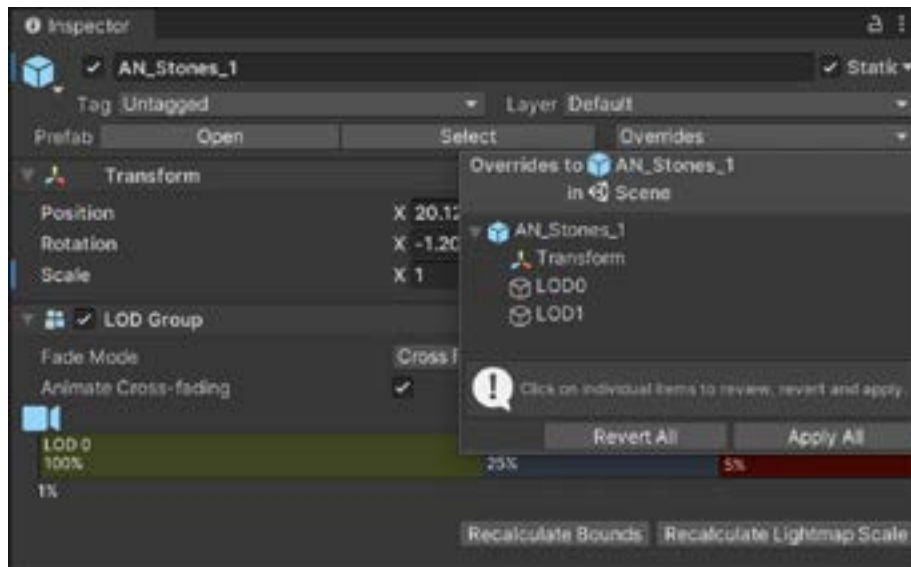 Inspector
AN_Stones_1 Static
Tag Untagged Layer Default
Prefab Open Select Overrides
Overrides to AN_Stones_1
in Scene
Transform
Position X 20.12
Rotation X -1.20
Scale X 1
AN_Stones_1
Transform
LOD0
LOD1
LOD Group
Fade Mode Cross
Animate Cross-fading
Click on individual items to review, revert and apply.
Revert All Apply All
LOD 0
100% 25% 5%
1%
Recalculate Bounds Recalculate Lightmap Scale